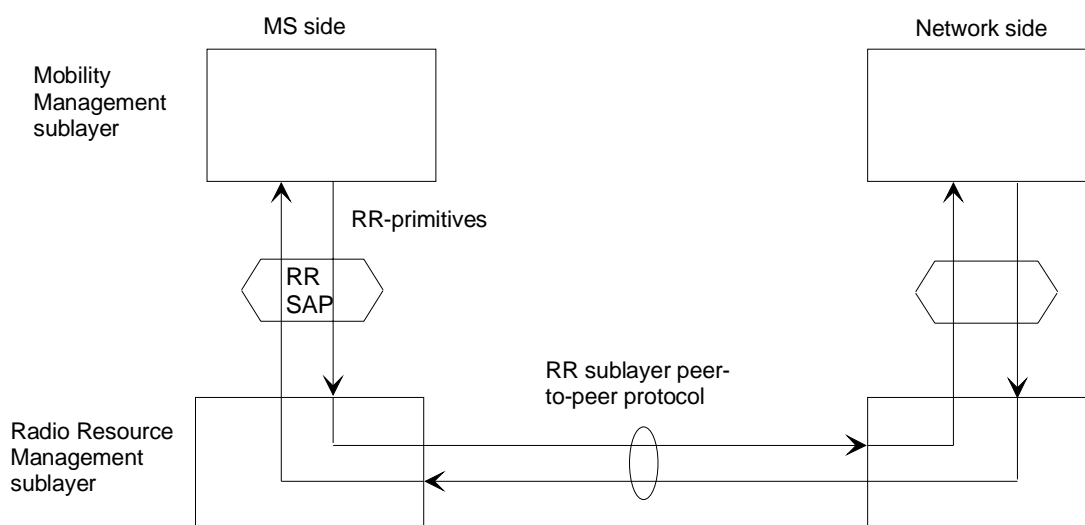 MS side
Network side
Mobility
Management
sublayer
RR-primitives
RR
SAP
RR sublayer peer-
to-peer protocol
Radio Resource
Management
sublayer